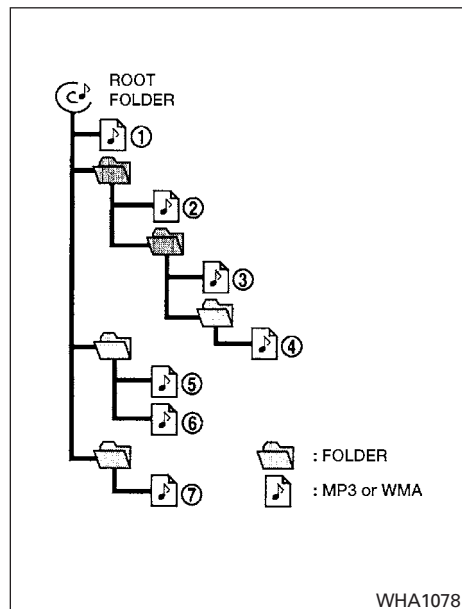 ROOT
FOLDER
①
②
③
④
⑤
⑥
⑦
: FOLDER
: MP3 or WMA
WHA1078